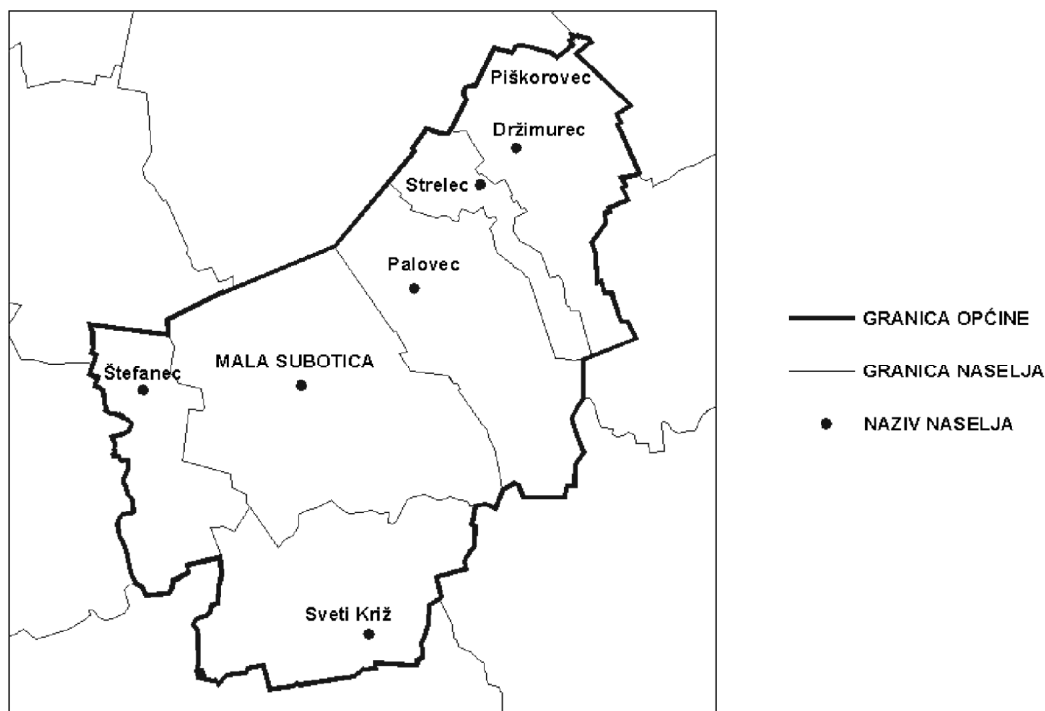 Piškorovec
Držimurec
Strelec
Palovec
MALA SUBOTICA
Štefanec
Sveti Križ
GRANICA OPĆINE
GRANICA NASELJA
NAZIV NASELJA